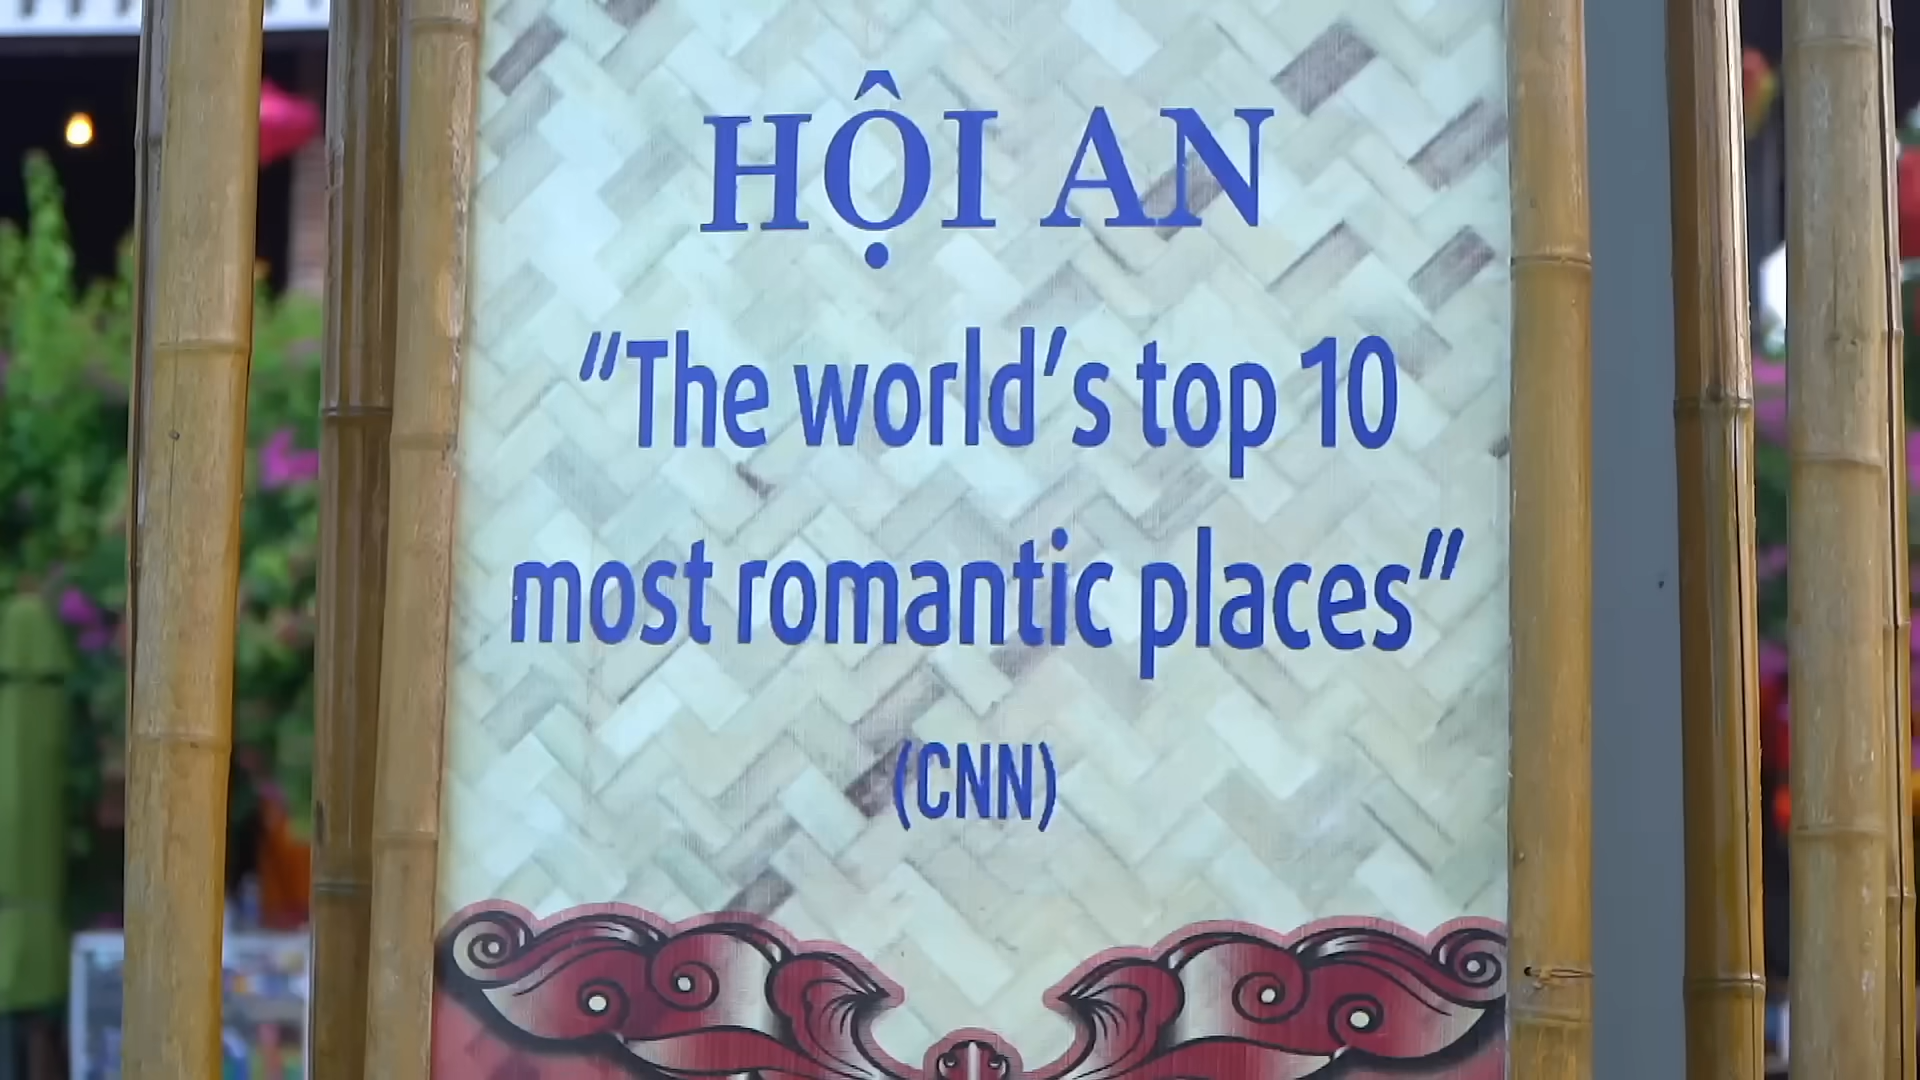 HỘI AN
“The world's top 10
most romantic places”
(CNN)